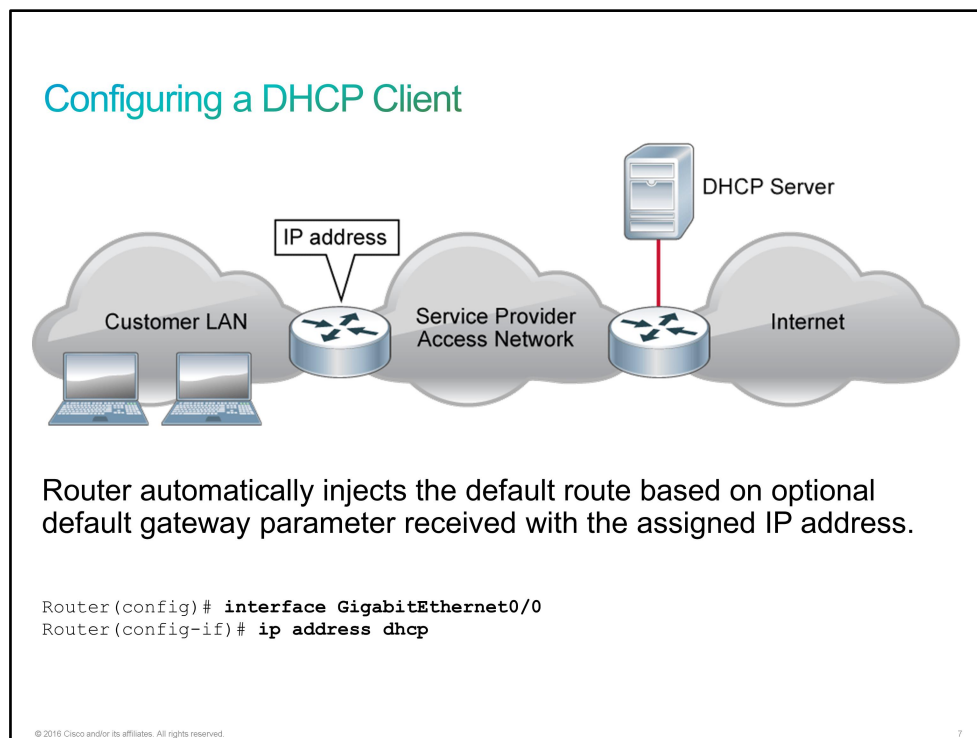 Configuring a DHCP Client
DHCP Server
IP address
Customer LAN
Service Provider
Access Network
Internet
Router automatically injects the default route based on optional
default gateway parameter received with the assigned IP address.
Router(config)# interface GigabitEthernet0/0
Router(config-if)# ip address dhcp
© 2016 Cisco and/or its affiliates. All rights reserved.
7